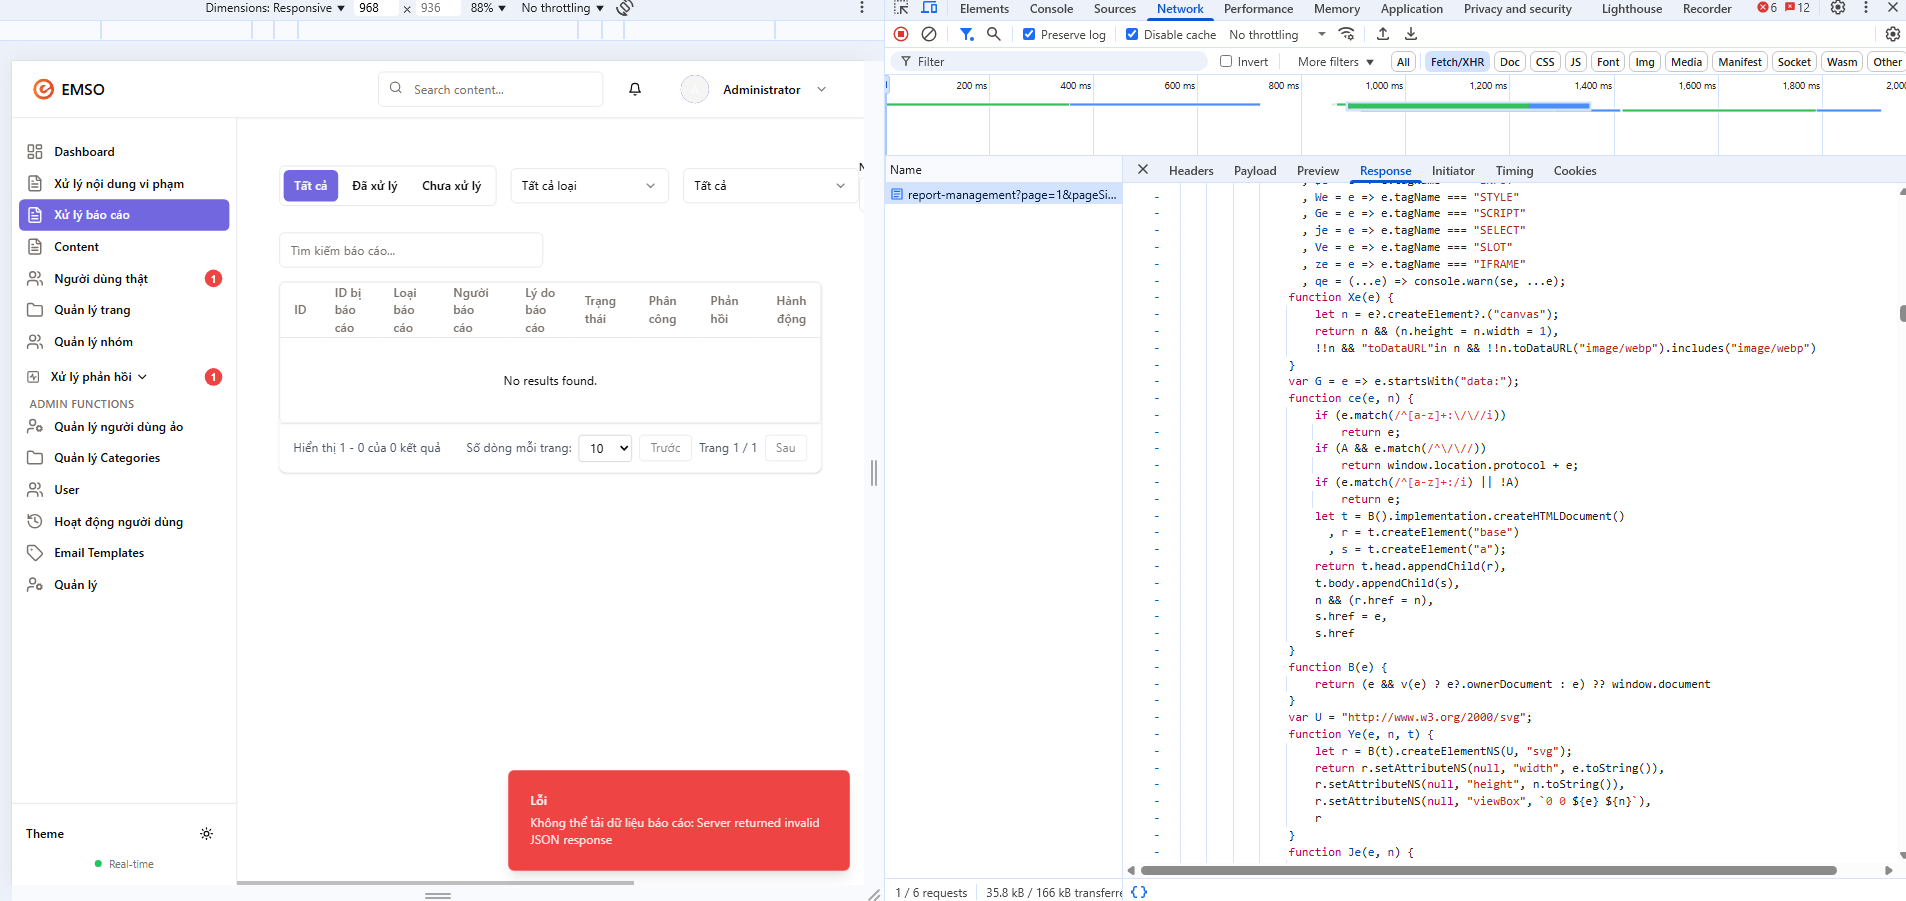 Dimensions: Responsive 968 × 936 88% No throttling
EMSO
Search content...
Administrator
Dashboard
Xử lý nội dung vi phạm
Xử lý báo cáo
Content
Người dùng thật 1
Quản lý trang
Quản lý nhóm
Xử lý phản hồi 1
ADMIN FUNCTIONS
Quản lý người dùng ảo
Quản lý Categories
User
Hoạt động người dùng
Email Templates
Quản lý
Theme
Real-time
Tất cả Đã xử lý Chưa xử lý Tất cả loại Tất cả
Tìm kiếm báo cáo...
ID
ID bị báo cáo
Loại báo cáo
Người báo cáo
Lý do báo cáo
Trạng thái
Phân công
Phản hồi
Hành động
No results found.
Hiển thị 1 - 0 của 0 kết quả Số dòng mỗi trang: 10 Trước Trang 1 / 1 Sau
Lỗi
Không thể tải dữ liệu báo cáo: Server returned invalid
JSON response
Elements Console Sources Network Performance Memory Application Privacy and security Lighthouse Recorder 6 12
Preserve log Disable cache No throttling
Filter Invert More filters All Fetch/XHR Doc CSS JS Font Img Media Manifest Socket Wasm Other
200 ms 400 ms 600 ms 800 ms 1,000 ms 1,200 ms 1,400 ms 1,600 ms 1,800 ms 2,00
Name
report-management?page=1&pageSi...
Headers Payload Preview Response Initiator Timing Cookies
, We = e => e.tagName === "STYLE"
, Ge = e => e.tagName === "SCRIPT"
, je = e => e.tagName === "SELECT"
, Ve = e => e.tagName === "SLOT"
, ze = e => e.tagName === "IFRAME"
, qe = (...e) => console.warn(se, ...e);
function Xe(e) {
let n = e?.createElement?.("canvas");
return n && (n.height = n.width = 1),
!!n && "toDataURL"in n && !!n.toDataURL("image/webp").includes("image/webp")
}
var G = e => e.startsWith("data:");
function ce(e, n) {
if (e.match(/^[a-z]+:\/\//i))
return e;
if (A && e.match(/^\/\//))
return window.location.protocol + e;
if (e.match(/^[a-z]+:/i) || !A)
return e;
let t = B().implementation.createHTMLDocument()
, r = t.createElement("base")
, s = t.createElement("a");
return t.head.appendChild(r),
t.body.appendChild(s),
n && (r.href = n),
s.href = e,
s.href
}
function B(e) {
return (e && v(e) ? e?.ownerDocument : e) ?? window.document
}
var U = "http://www.w3.org/2000/svg";
function Ye(e, n, t) {
let r = B(t).createElementNS(U, "svg");
return r.setAttributeNS(null, "width", e.toString()),
r.setAttributeNS(null, "height", n.toString()),
r.setAttributeNS(null, "viewBox", `0 0 ${e} ${n}`),
r
}
function Je(e, n) {
1 / 6 requests 35.8 kB / 166 kB transferre {}